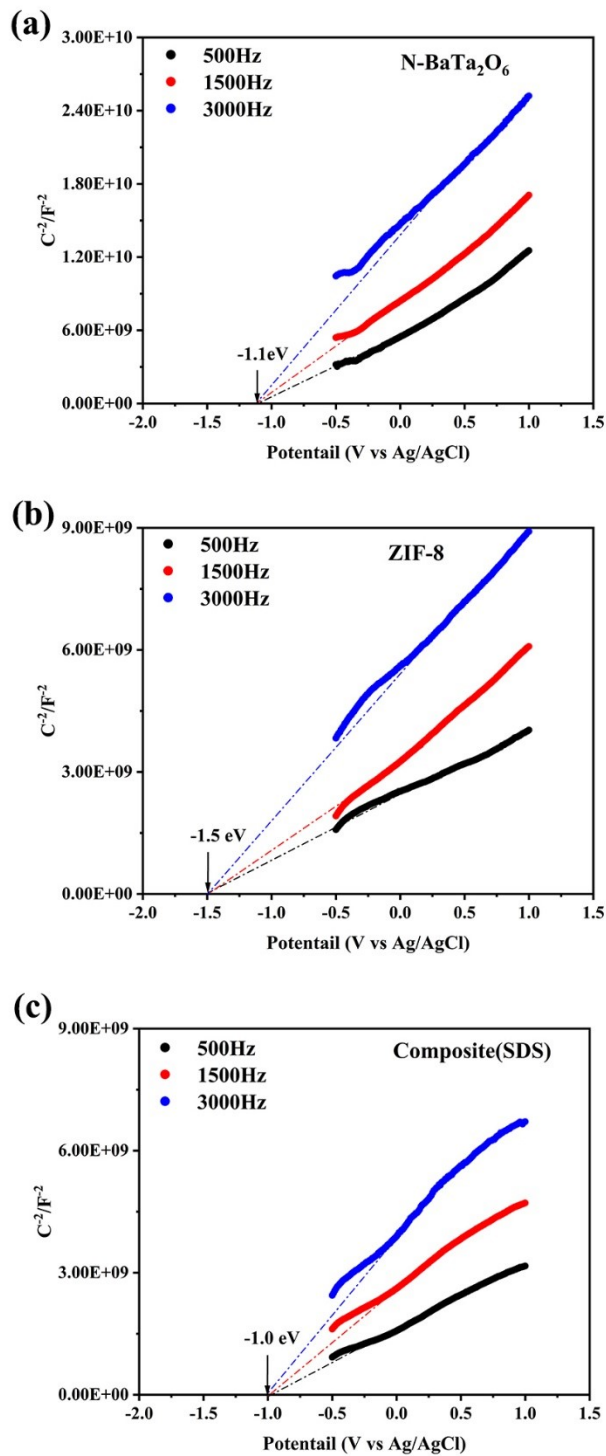 (a)
3.00E+10
2.40E+10
1.80E+10
1.20E+10
6.00E+09
0.00E+00
C⁻²/F⁻²
500Hz
1500Hz
3000Hz
N-BaTa₂O₆
-1.1eV
-2.0 -1.5 -1.0 -0.5 0.0 0.5 1.0 1.5
Potentail (V vs Ag/AgCl)
(b)
9.00E+09
6.00E+09
3.00E+09
0.00E+00
C⁻²/F⁻²
500Hz
1500Hz
3000Hz
ZIF-8
-1.5 eV
-2.0 -1.5 -1.0 -0.5 0.0 0.5 1.0 1.5
Potentail (V vs Ag/AgCl)
(c)
9.00E+09
6.00E+09
3.00E+09
0.00E+00
C⁻²/F⁻²
500Hz
1500Hz
3000Hz
Composite(SDS)
-1.0 eV
-2.0 -1.5 -1.0 -0.5 0.0 0.5 1.0 1.5
Potentail (V vs Ag/AgCl)